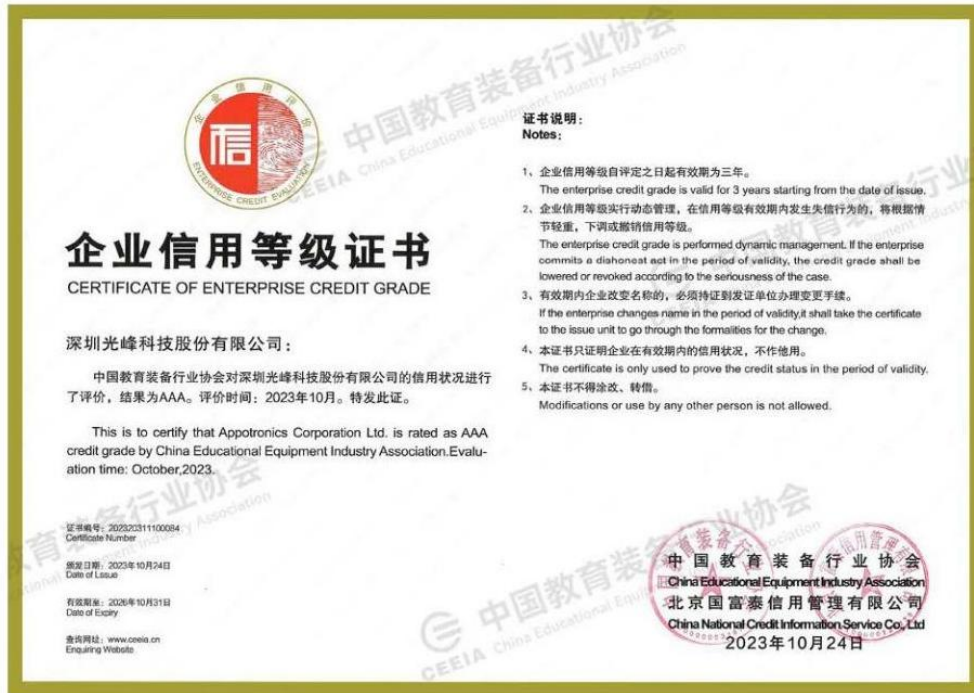 企业信用评价
ENTERPRISE CREDIT EVALUATION
企业信用等级证书
CERTIFICATE OF ENTERPRISE CREDIT GRADE
深圳光峰科技股份有限公司：
中国教育装备行业协会对深圳光峰科技股份有限公司的信用状况进行
了评价，结果为AAA。评价时间：2023年10月。特发此证。
This is to certify that Appotronics Corporation Ltd. is rated as AAA
credit grade by China Educational Equipment Industry Association.Evalu-
ation time: October,2023.
证书编号：202320311100084
Certificate Number
颁发日期：2023年10月24日
Date of Lssue
有效期至：2026年10月31日
Date of Expiry
查询网址：www.ceeia.cn
Enquiring Website
证书说明：
Notes:
1、企业信用等级自评定之日起有效期为三年。
The enterprise credit grade is valid for 3 years starting from the date of issue.
2、企业信用等级实行动态管理，在信用等级有效期内发生失信行为的，将根据情
节轻重，下调或撤销信用等级。
The enterprise credit grade is performed dynamic management. If the enterprise
commits a dishonest act in the period of validity, the credit grade shall be
lowered or revoked according to the seriousness of the case.
3、有效期内企业改变名称的，必须持证到发证单位办理变更手续。
If the enterprise changes name in the period of validity,it shall take the certificate
to the issue unit to go through the formalities for the change.
4、本证书只证明企业在有效期内的信用状况，不作他用。
The certificate is only used to prove the credit status in the period of validity.
5、本证书不得涂改、转借。
Modifications or use by any other person is not allowed.
中国教育装备行业协会
China Educational Equipment Industry Association
北京国富泰信用管理有限公司
China National Credit Information Service Co., Ltd
2023年10月24日
中国教育装备行业协会
CEEIA China Educational Equipment Industry Association